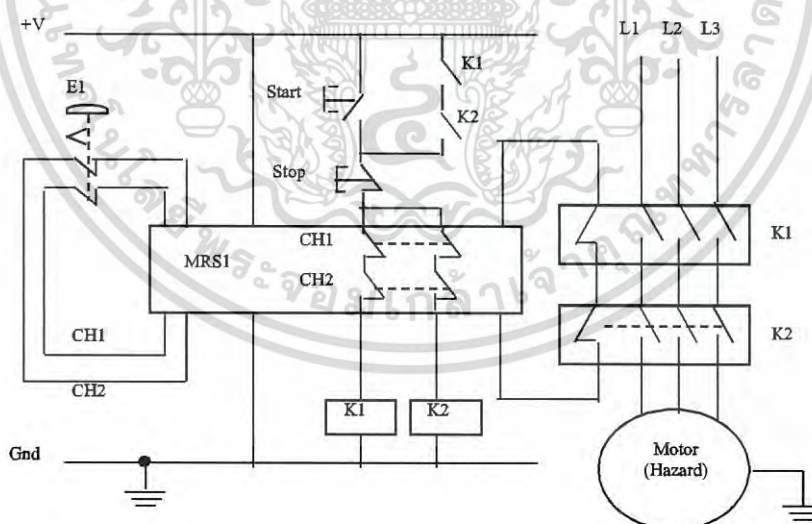 +V
L1 L2 L3
E1
Start
K1
K2
Stop
CH1
MRS1
CH2
K1
K2
CH1
CH2
K1 K2
Gnd
Motor
(Hazard)